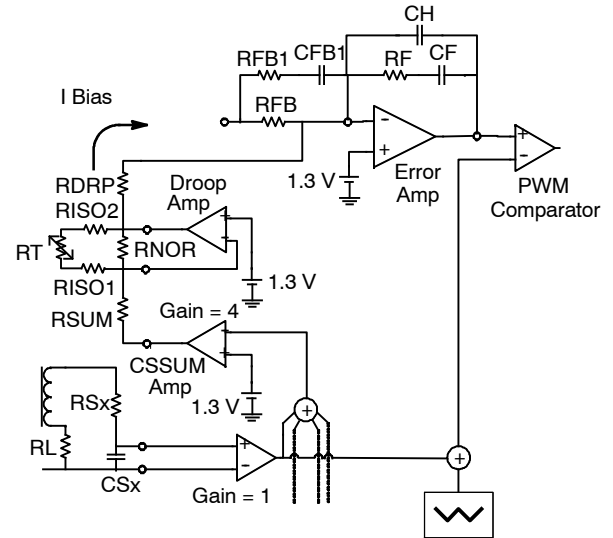 CH
RFB1
CFB1
RF
CF
I Bias
RFB
-
+
1.3 V
Error
Amp
+
−
PWM
Comparator
RDRP
Droop
Amp
RISO2
RT
RNOR
+
1.3 V
RISO1
RSUM
Gain = 4
CSSUM
Amp
+
1.3 V
RSx
+
RL
CSx
+
−
Gain = 1
+